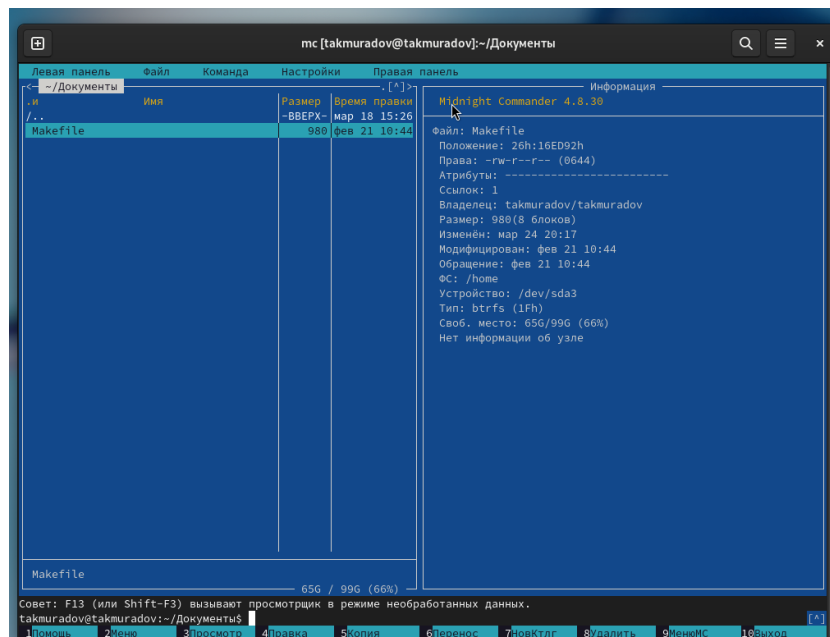 mc [takmuradov@takmuradov]:~/Документы
Левая панель Файл Команда Настройки Правая панель
<- ~/Документы .[^]>
.и Имя Размер Время правки
/.. -ВВЕРХ- мар 18 15:26
Makefile 980 фев 21 10:44
Makefile
65G / 99G (66%)
Информация
Midnight Commander 4.8.30
Файл: Makefile
Положение: 26h:16ED92h
Права: -rw-r--r-- (0644)
Атрибуты: -------------------------
Ссылок: 1
Владелец: takmuradov/takmuradov
Размер: 980(8 блоков)
Изменён: мар 24 20:17
Модифицирован: фев 21 10:44
Обращение: фев 21 10:44
ФС: /home
Устройство: /dev/sda3
Тип: btrfs (1Fh)
Своб. место: 65G/99G (66%)
Нет информации об узле
Совет: F13 (или Shift-F3) вызывают просмотрщик в режиме необработанных данных.
takmuradov@takmuradov:~/Документы$ [^]
1Помощь 2Меню 3Просмотр 4Правка 5Копия 6Перенос 7НовКтлг 8Удалить 9МенюMC 10Выход